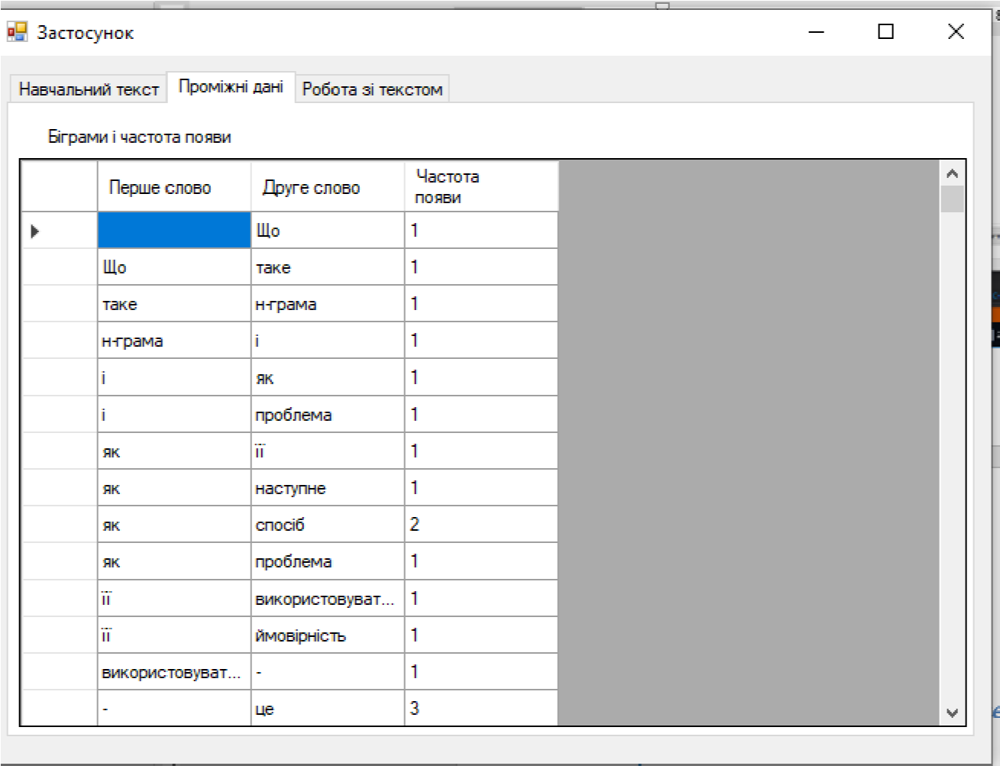 Застосунок
Навчальний текст Проміжні дані Робота зі текстом
Біграми і частота появи
Перше слово Друге слово Частота появи
Що 1
Що таке 1
таке н-грама 1
н-грама і 1
і як 1
і проблема 1
як її 1
як наступне 1
як спосіб 2
як проблема 1
її використовуват... 1
її ймовірність 1
використовуват... - 1
- це 3